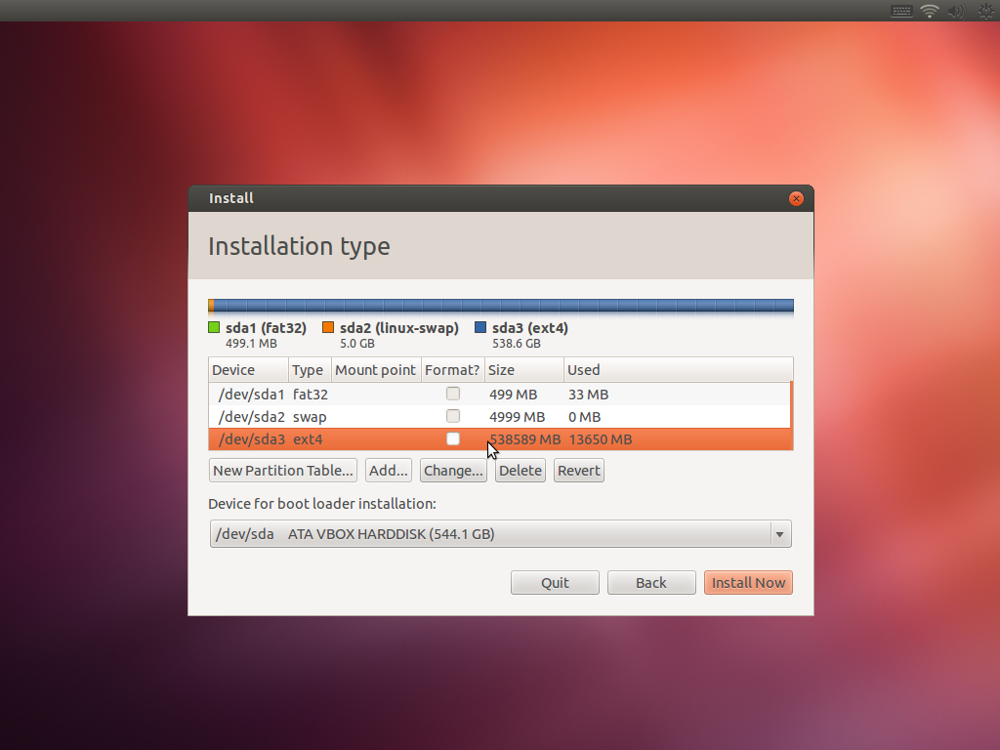 Install
Installation type
sda1 (fat32) sda2 (linux-swap) sda3 (ext4)
499.1 MB 5.0 GB 538.6 GB
Device Type Mount point Format? Size Used
/dev/sda1 fat32 499 MB 33 MB
/dev/sda2 swap 4999 MB 0 MB
/dev/sda3 ext4 538589 MB 13650 MB
New Partition Table... Add... Change... Delete Revert
Device for boot loader installation:
/dev/sda ATA VBOX HARDDISK (544.1 GB)
Quit Back Install Now